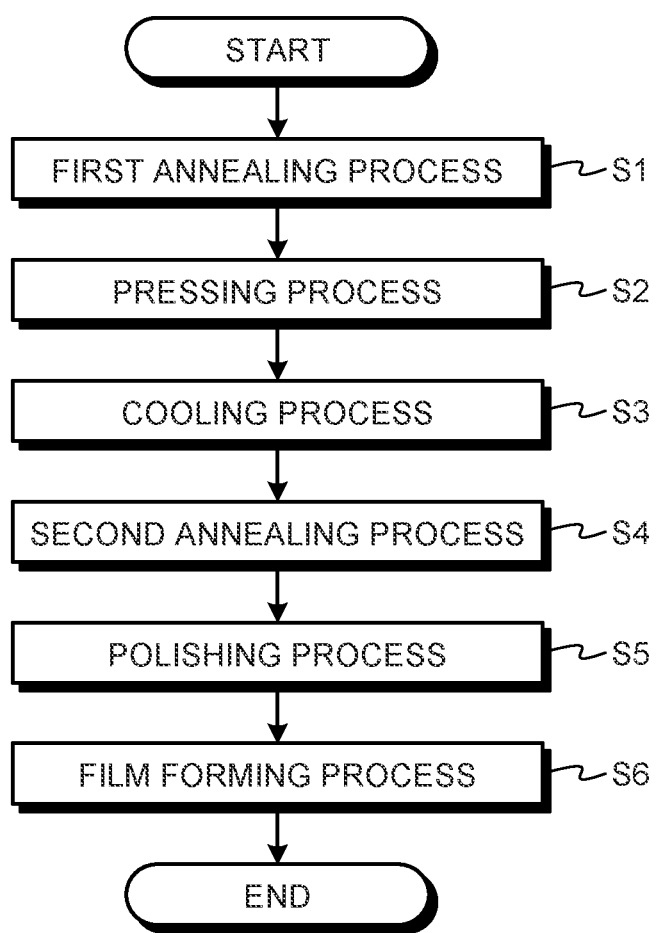 START
FIRST ANNEALING PROCESS S1
PRESSING PROCESS S2
COOLING PROCESS S3
SECOND ANNEALING PROCESS S4
POLISHING PROCESS S5
FILM FORMING PROCESS S6
END